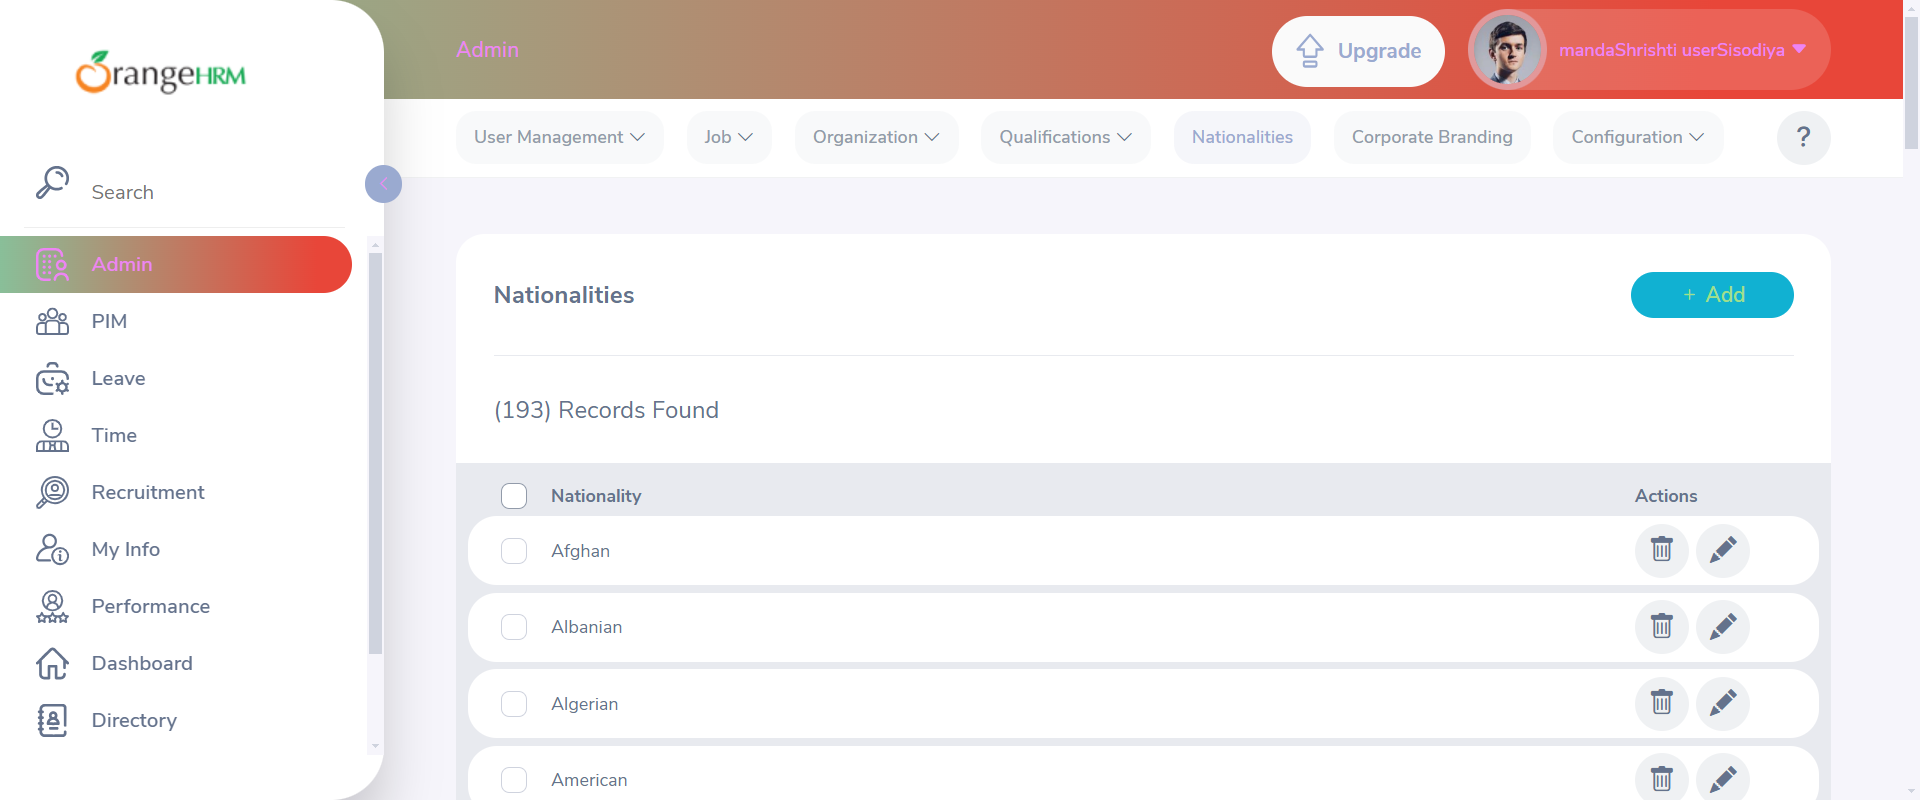 rangeHRM
Admin
Upgrade
mandaShrishti userSisodiya
User Management
Job
Organization
Qualifications
Nationalities
Corporate Branding
Configuration
?
Search
Admin
PIM
Leave
Time
Recruitment
My Info
Performance
Dashboard
Directory
Nationalities
+ Add
(193) Records Found
Nationality
Actions
Afghan
Albanian
Algerian
American